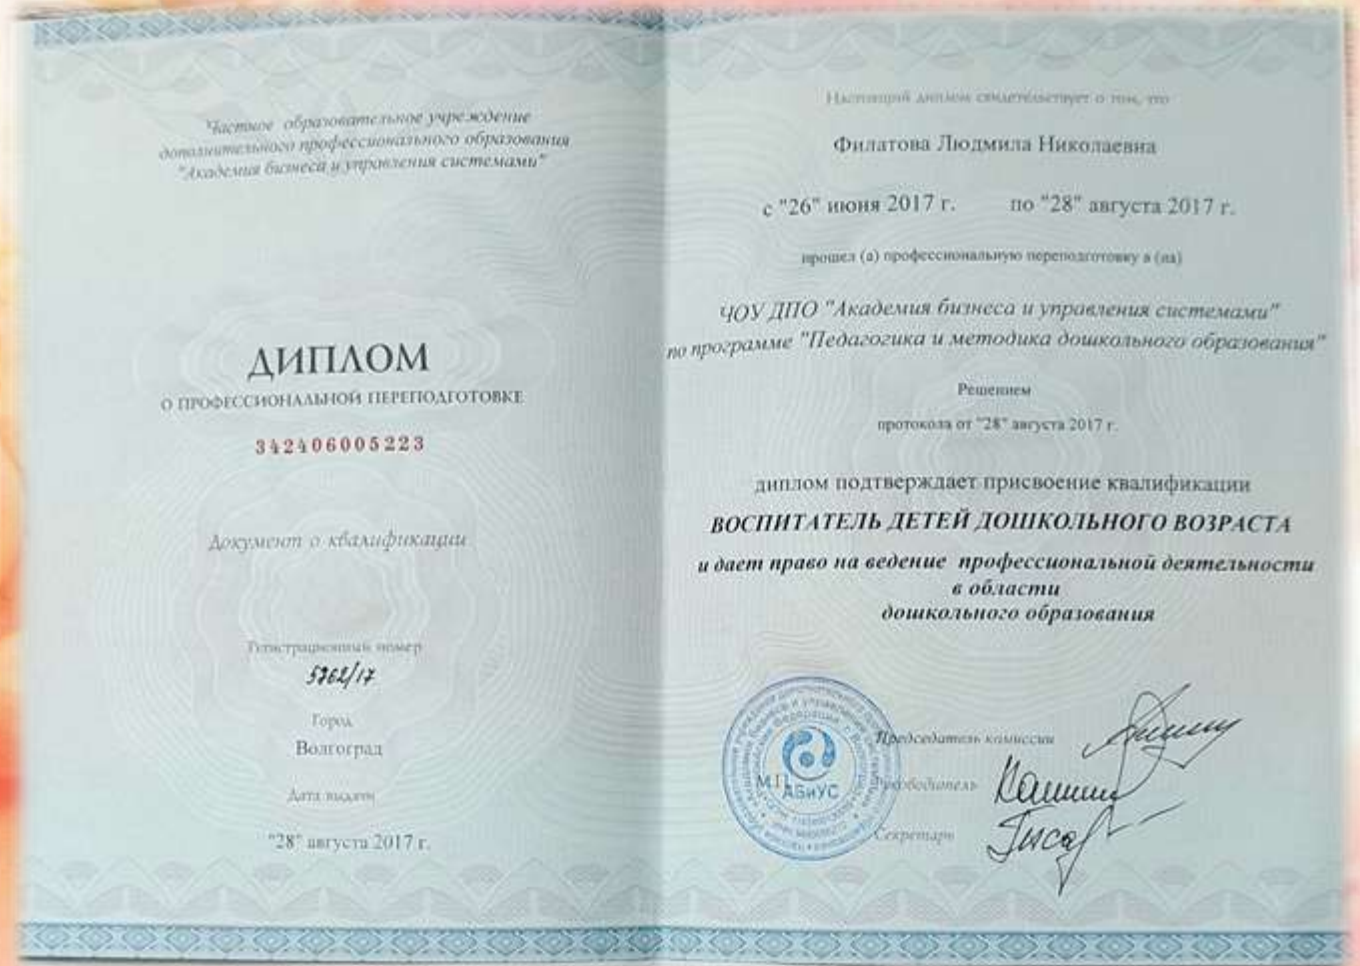 Частное образовательное учреждение
дополнительного профессионального образования
"Академия бизнеса и управления системами"
ДИПЛОМ
О ПРОФЕССИОНАЛЬНОЙ ПЕРЕПОДГОТОВКЕ
342406005223
Документ о квалификации
Регистрационный номер
5762/17
Город
Волгоград
Дата выдачи
"28" августа 2017 г.
Настоящий диплом свидетельствует о том, что
Филатова Людмила Николаевна
с "26" июня 2017 г. по "28" августа 2017 г.
прошел (а) профессиональную переподготовку в (на)
ЧОУ ДПО "Академия бизнеса и управления системами"
по программе "Педагогика и методика дошкольного образования"
Решением
протокола от "28" августа 2017 г.
диплом подтверждает присвоение квалификации
ВОСПИТАТЕЛЬ ДЕТЕЙ ДОШКОЛЬНОГО ВОЗРАСТА
и дает право на ведение профессиональной деятельности
в области
дошкольного образования
Председатель комиссии
М.П.
АБиУС
Руководитель
Секретарь